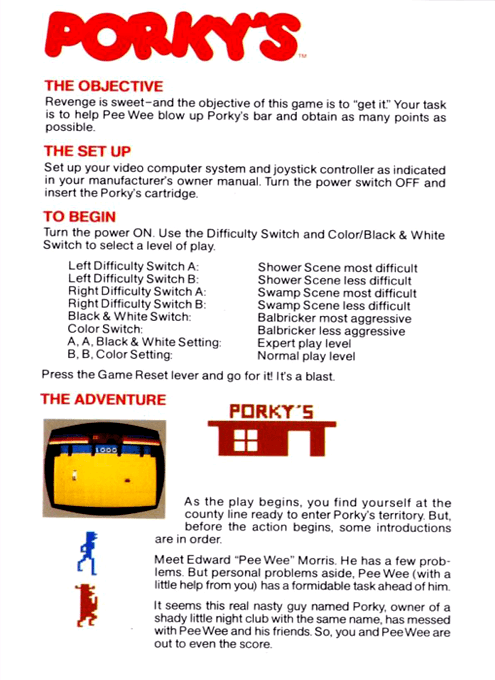 PORKY'S
TM
THE OBJECTIVE
Revenge is sweet–and the objective of this game is to "get it." Your task
is to help Pee Wee blow up Porky's bar and obtain as many points as
possible.
THE SET UP
Set up your video computer system and joystick controller as indicated
in your manufacturer's owner manual. Turn the power switch OFF and
insert the Porky's cartridge.
TO BEGIN
Turn the power ON. Use the Difficulty Switch and Color/Black & White
Switch to select a level of play.
Left Difficulty Switch A: Shower Scene most difficult
Left Difficulty Switch B: Shower Scene less difficult
Right Difficulty Switch A: Swamp Scene most difficult
Right Difficulty Switch B: Swamp Scene less difficult
Black & White Switch: Balbricker most aggressive
Color Switch: Balbricker less aggressive
A, A, Black & White Setting: Expert play level
B, B, Color Setting: Normal play level
Press the Game Reset lever and go for it! It's a blast.
THE ADVENTURE
PORKY'S
1000
As the play begins, you find yourself at the
county line ready to enter Porky's territory. But,
before the action begins, some introductions
are in order.
Meet Edward "Pee Wee" Morris. He has a few prob-
lems. But personal problems aside, Pee Wee (with a
little help from you) has a formidable task ahead of him.
It seems this real nasty guy named Porky, owner of a
shady little night club with the same name, has messed
with Pee Wee and his friends. So, you and Pee Wee are
out to even the score.